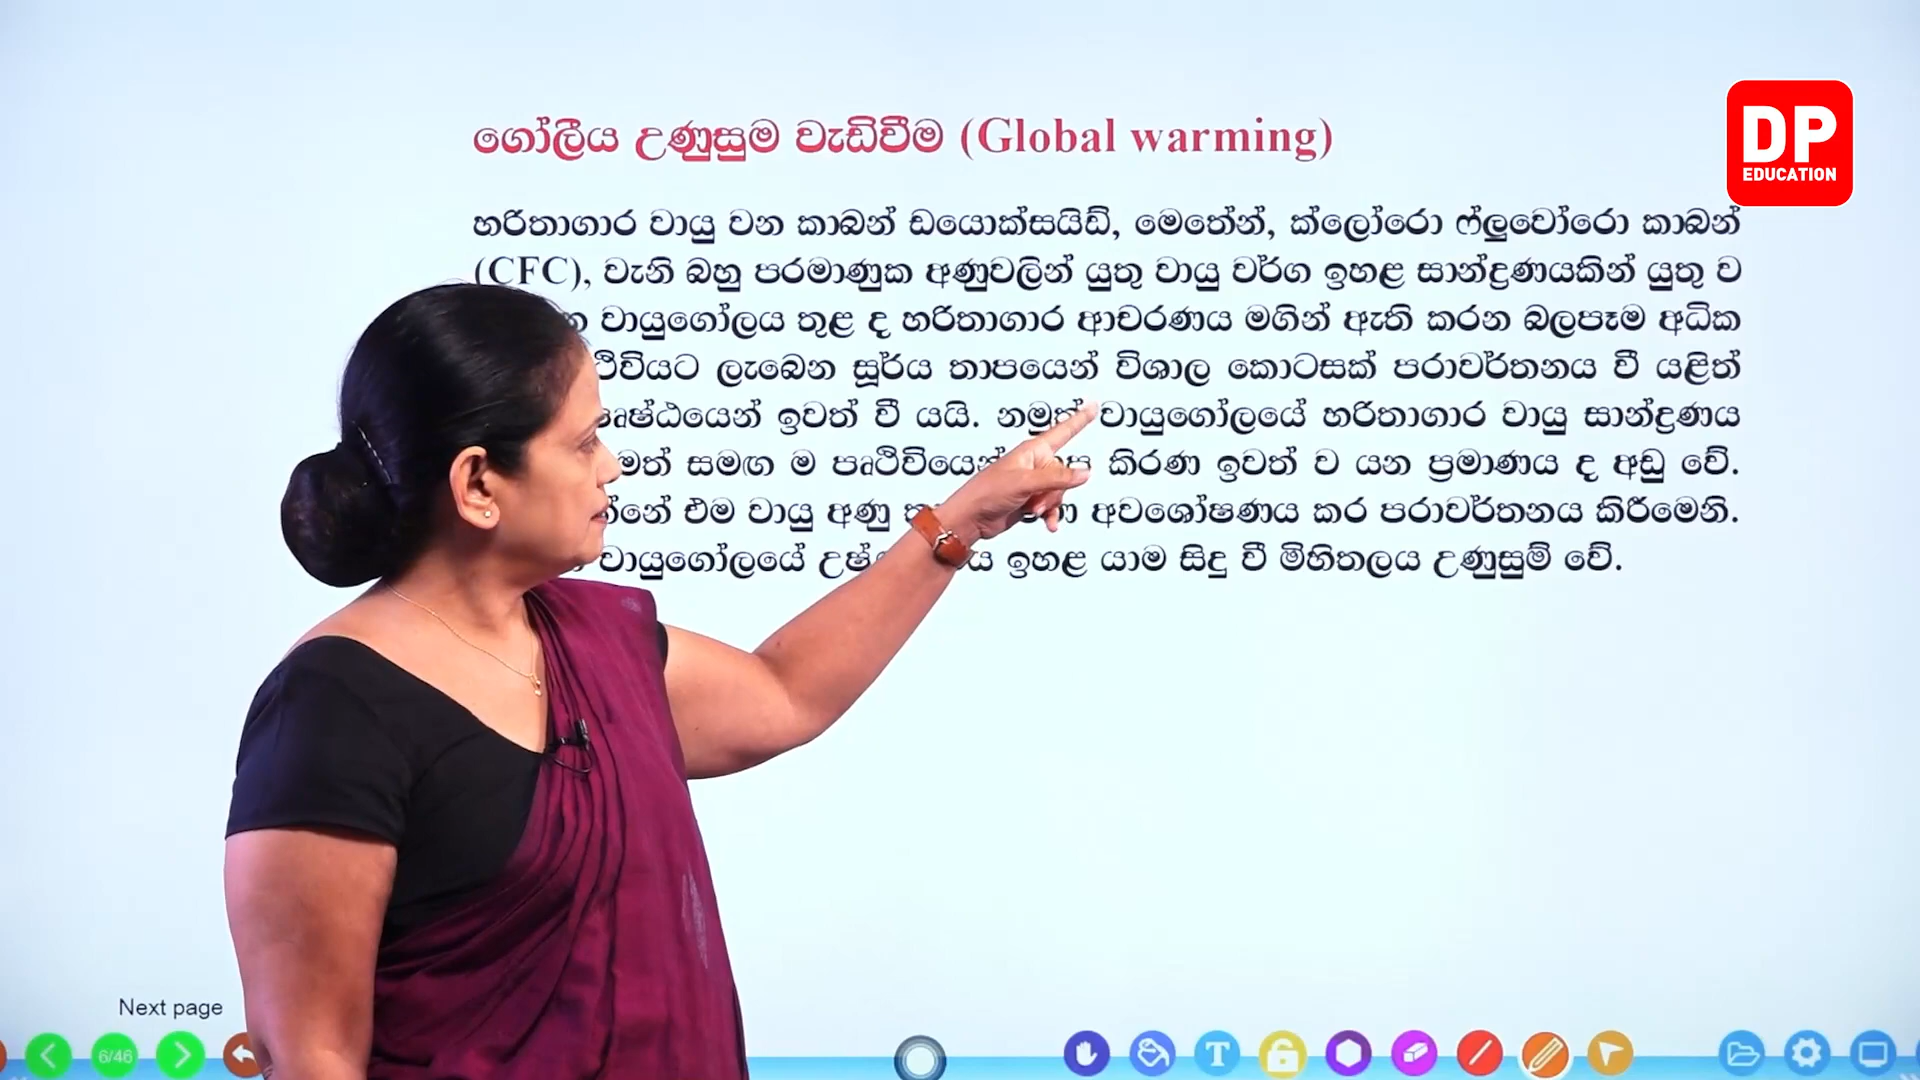 ගෝලීය උණුසුම වැඩිවීම (Global warming)
DP
EDUCATION
හරිතාගාර වායු වන කාබන් ඩයොක්සයිඩ්, මෙතේන්, ක්ලෝරො ෆ්ලුවෝරො කාබන්
(CFC), වැනි බහු පරමාණුක අණුවලින් යුතු වායු වර්ග ඉහළ සාන්ද්‍රණයකින් යුතු ව
වායුගෝලය තුළ ද හරිතාගාර ආචරණය මගින් ඇති කරන බලපෑම අධික
ලැබෙන සූර්ය තාපයෙන් විශාල කොටසක් පරාවර්තනය වී යළිත්
ඉවත් වී යයි. නමුත් වායුගෝලයේ හරිතාගාර වායු සාන්ද්‍රණය
සමඟ ම පෘථිවියෙන් කිරණ ඉවත් ව යන ප්‍රමාණය ද අඩු වේ.
එම වායු අණු අවශෝෂණය කර පරාවර්තනය කිරීමෙනි.
වායුගෝලයේ ඉහළ යාම සිදු වී මිහිතලය උණුසුම් වේ.
Next page
6/46